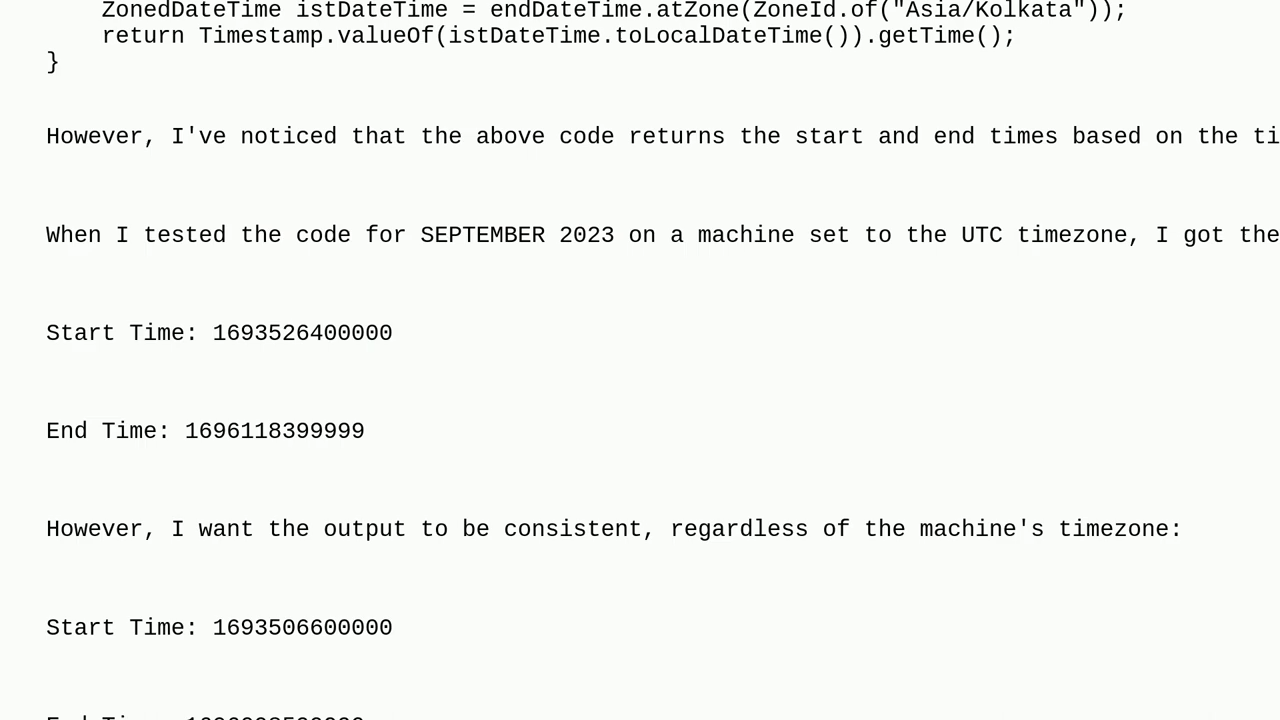 ZonedDateTime istDateTime = endDateTime.atZone(ZoneId.of("Asia/Kolkata"));
return Timestamp.valueOf(istDateTime.toLocalDateTime()).getTime();
}
However, I've noticed that the above code returns the start and end times based on the
When I tested the code for SEPTEMBER 2023 on a machine set to the UTC timezone, I got the
Start Time: 1693526400000
End Time: 1696118399999
However, I want the output to be consistent, regardless of the machine's timezone:
Start Time: 1693506600000